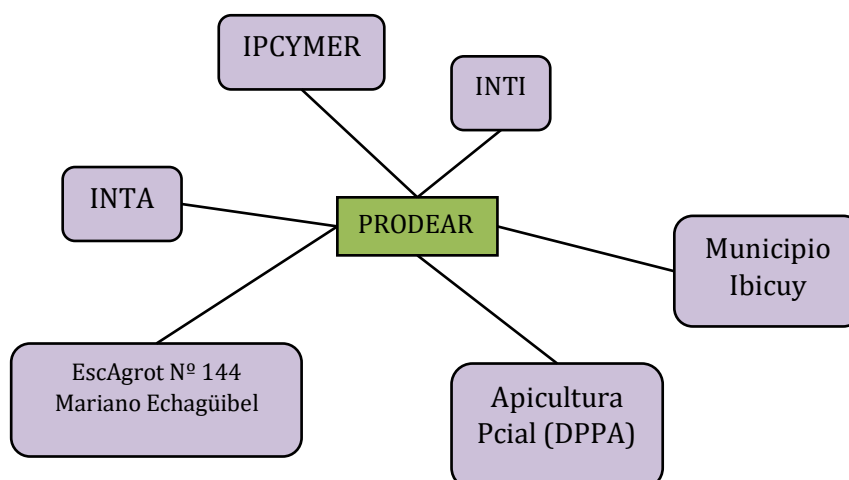 IPCYMER
INTI
INTA
PRODEAR
Municipio
Ibicuy
EscAgrot Nº 144
Mariano Echagüibel
Apicultura
Pcial (DPPA)